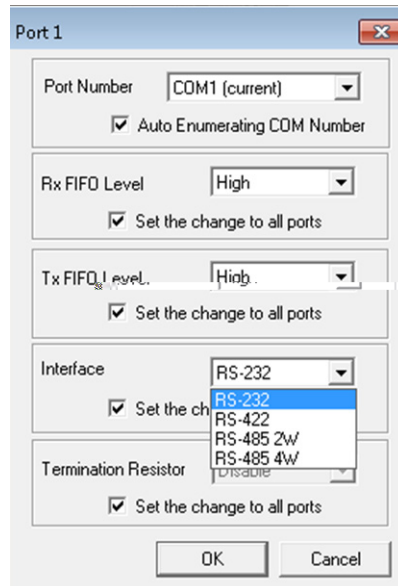 Port 1
Port Number COM1 (current)
Auto Enumerating COM Number
Rx FIFO Level High
Set the change to all ports
Tx FIFO Level High
Set the change to all ports
Interface RS-232
RS-232
Set the ch
RS-422
RS-485 2W
RS-485 4W
Termination Resistor Disable
Set the change to all ports
OK Cancel